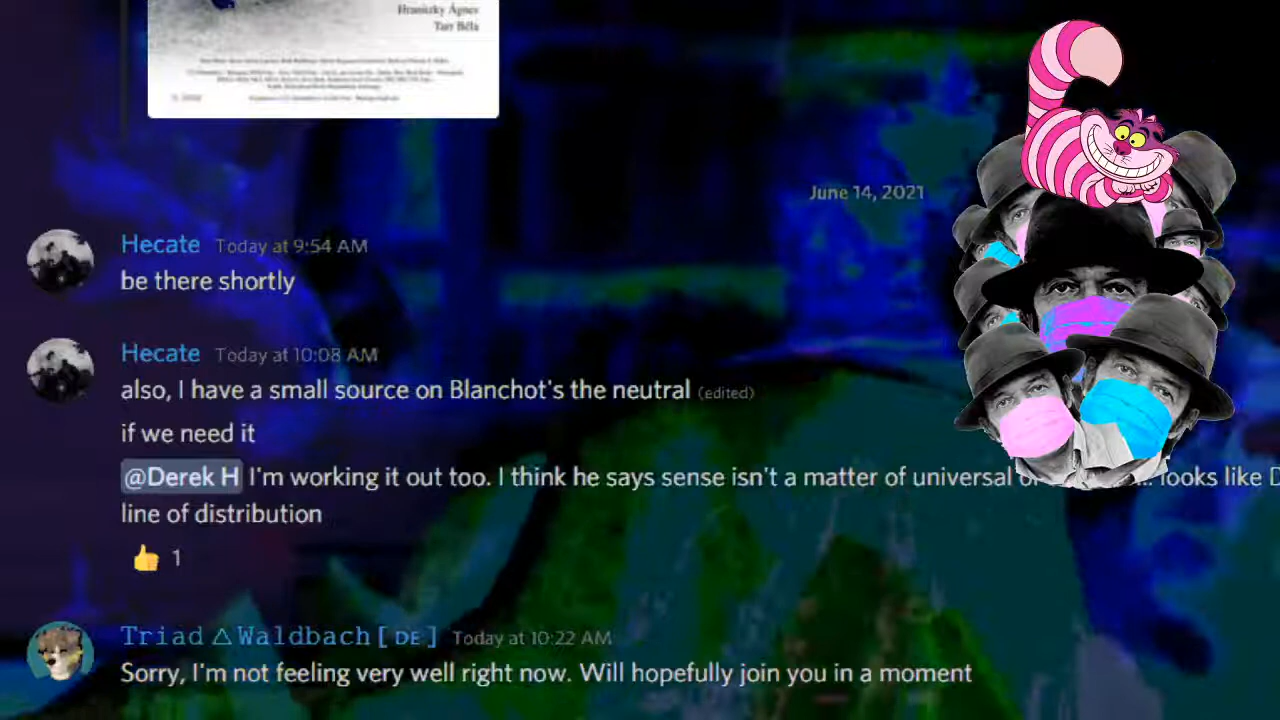 Hranitzky Ágnes
Tarr Béla
June 14, 2021
Hecate Today at 9:54 AM
be there shortly
Hecate Today at 10:08 AM
also, I have a small source on Blanchot's the neutral (edited)
if we need it
@Derek H I'm working it out too. I think he says sense isn't a matter of universal looks like D
line of distribution
👍 1
Triad △ Waldbach [DE] Today at 10:22 AM
Sorry, I'm not feeling very well right now. Will hopefully join you in a moment